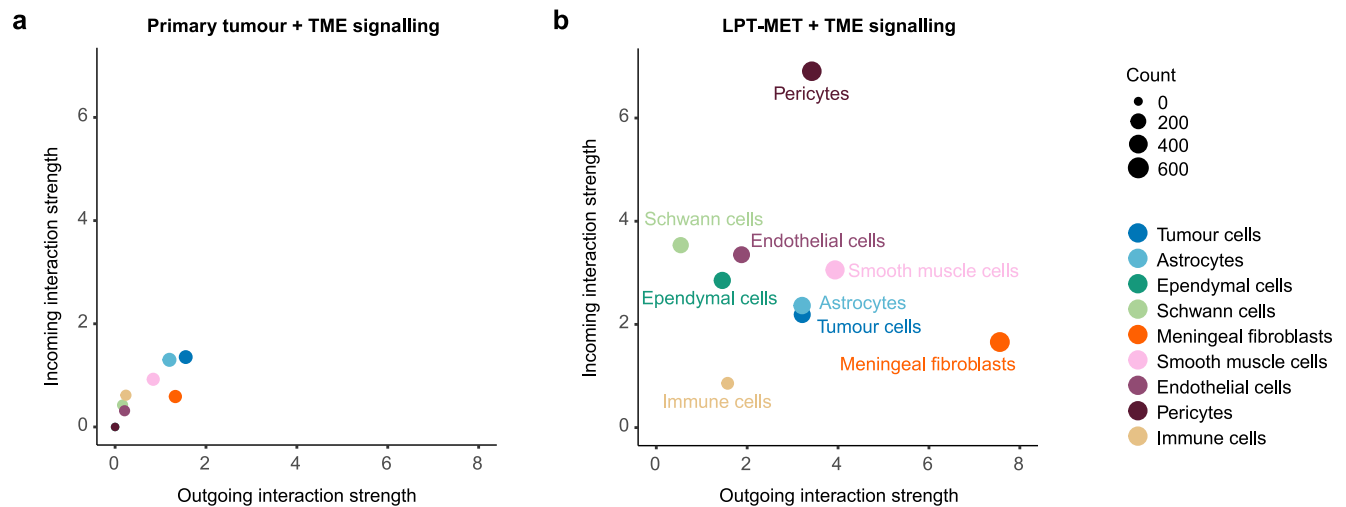 a
Primary tumour + TME signalling
6
4
2
0
0 2 4 6 8
Incoming interaction strength
Outgoing interaction strength
b
LPT-MET + TME signalling
6
4
2
0
0 2 4 6 8
Incoming interaction strength
Outgoing interaction strength
Pericytes
Schwann cells
Endothelial cells
Smooth muscle cells
Ependymal cells
Astrocytes
Tumour cells
Meningeal fibroblasts
Immune cells
Count
0
200
400
600
Tumour cells
Astrocytes
Ependymal cells
Schwann cells
Meningeal fibroblasts
Smooth muscle cells
Endothelial cells
Pericytes
Immune cells